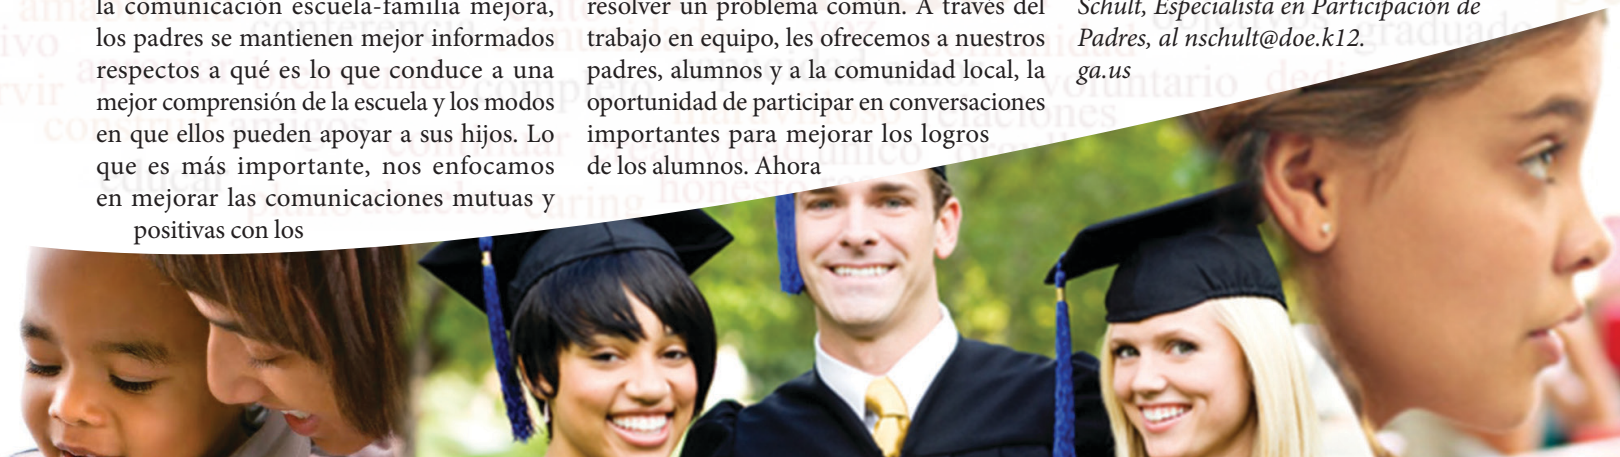 la comunicación escuela-familia mejora,
los padres se mantienen mejor informados
respectos a qué es lo que conduce a una
mejor comprensión de la escuela y los modos
en que ellos pueden apoyar a sus hijos. Lo
que es más importante, nos enfocamos
en mejorar las comunicaciones mutuas y
positivas con los
resolver un problema común. A través del
trabajo en equipo, les ofrecemos a nuestros
padres, alumnos y a la comunidad local, la
oportunidad de participar en conversaciones
importantes para mejorar los logros
de los alumnos. Ahora
Schult, Especialista en Participación de
Padres, al nschult@doe.k12.
ga.us